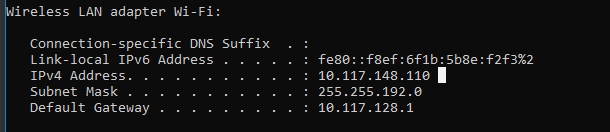 Wireless LAN adapter Wi-Fi:
Connection-specific DNS Suffix  . :
Link-local IPv6 Address . . . . . : fe80::f8ef:6f1b:5b8e:f2f3%2
IPv4 Address. . . . . . . . . . . : 10.117.148.110
Subnet Mask . . . . . . . . . . . : 255.255.192.0
Default Gateway . . . . . . . . . : 10.117.128.1